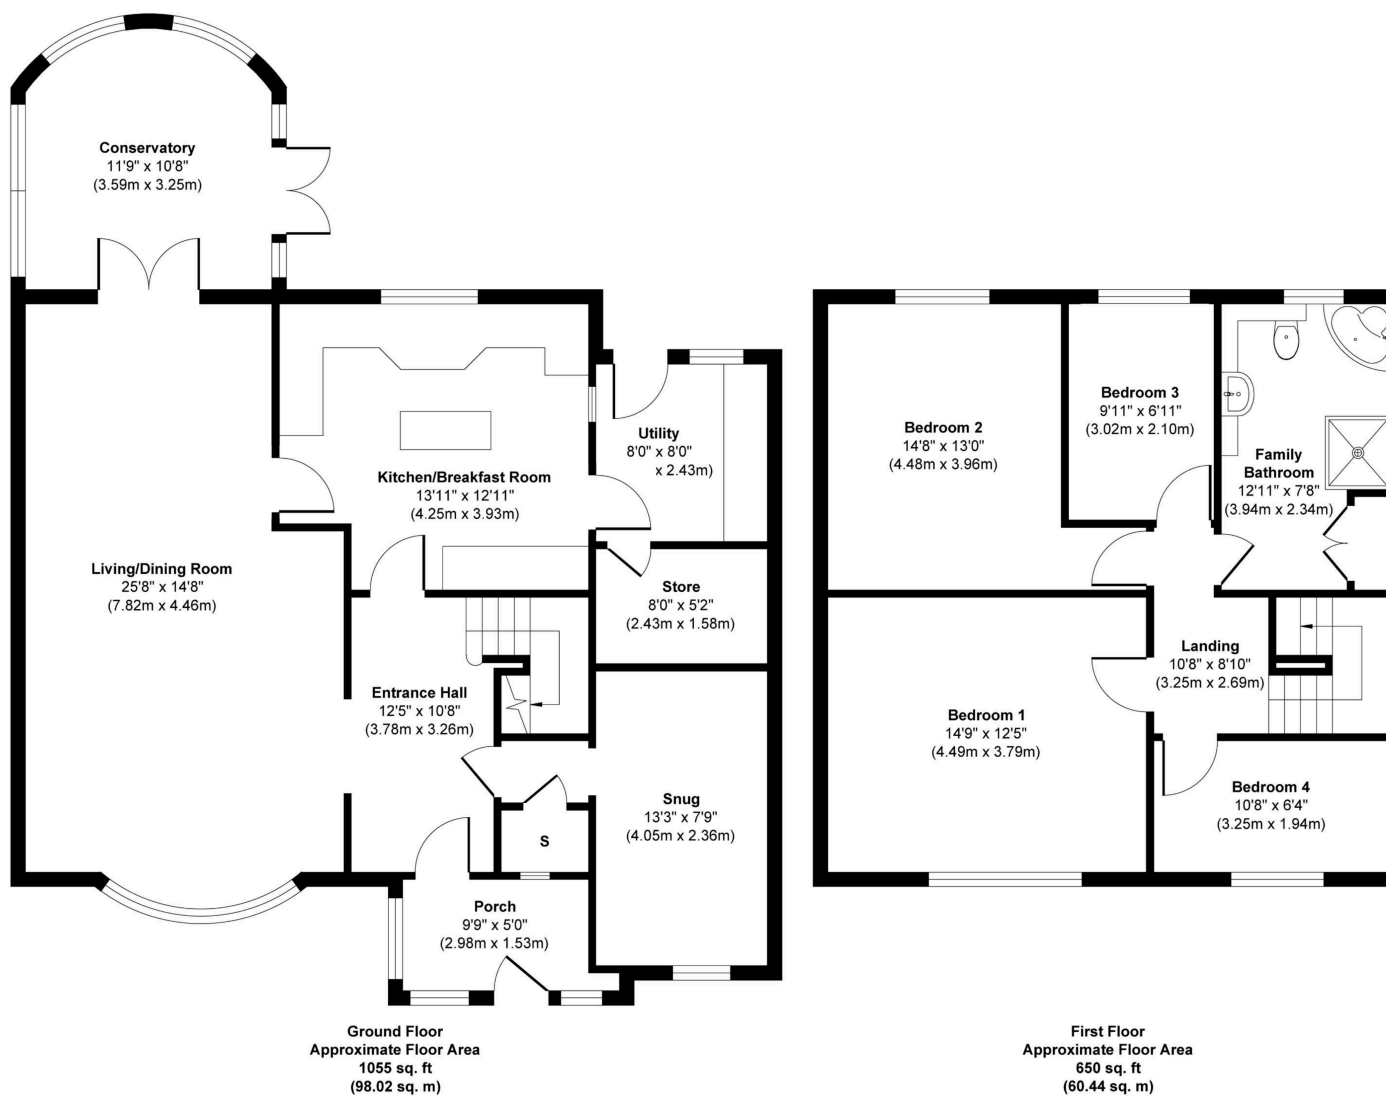 Conservatory
11'9" x 10'8"
(3.59m x 3.25m)
Kitchen/Breakfast Room
13'11" x 12'11"
(4.25m x 3.93m)
Utility
8'0" x 8'0"
x 2.43m)
Living/Dining Room
25'8" x 14'8"
(7.82m x 4.46m)
Store
8'0" x 5'2"
(2.43m x 1.58m)
Entrance Hall
12'5" x 10'8"
(3.78m x 3.26m)
Snug
13'3" x 7'9"
(4.05m x 2.36m)
S
Porch
9'9" x 5'0"
(2.98m x 1.53m)
Ground Floor
Approximate Floor Area
1055 sq. ft
(98.02 sq. m)
Bedroom 2
14'8" x 13'0"
(4.48m x 3.96m)
Bedroom 3
9'11" x 6'11"
(3.02m x 2.10m)
Family
Bathroom
12'11" x 7'8"
(3.94m x 2.34m)
Landing
10'8" x 8'10"
(3.25m x 2.69m)
Bedroom 1
14'9" x 12'5"
(4.49m x 3.79m)
Bedroom 4
10'8" x 6'4"
(3.25m x 1.94m)
First Floor
Approximate Floor Area
650 sq. ft
(60.44 sq. m)